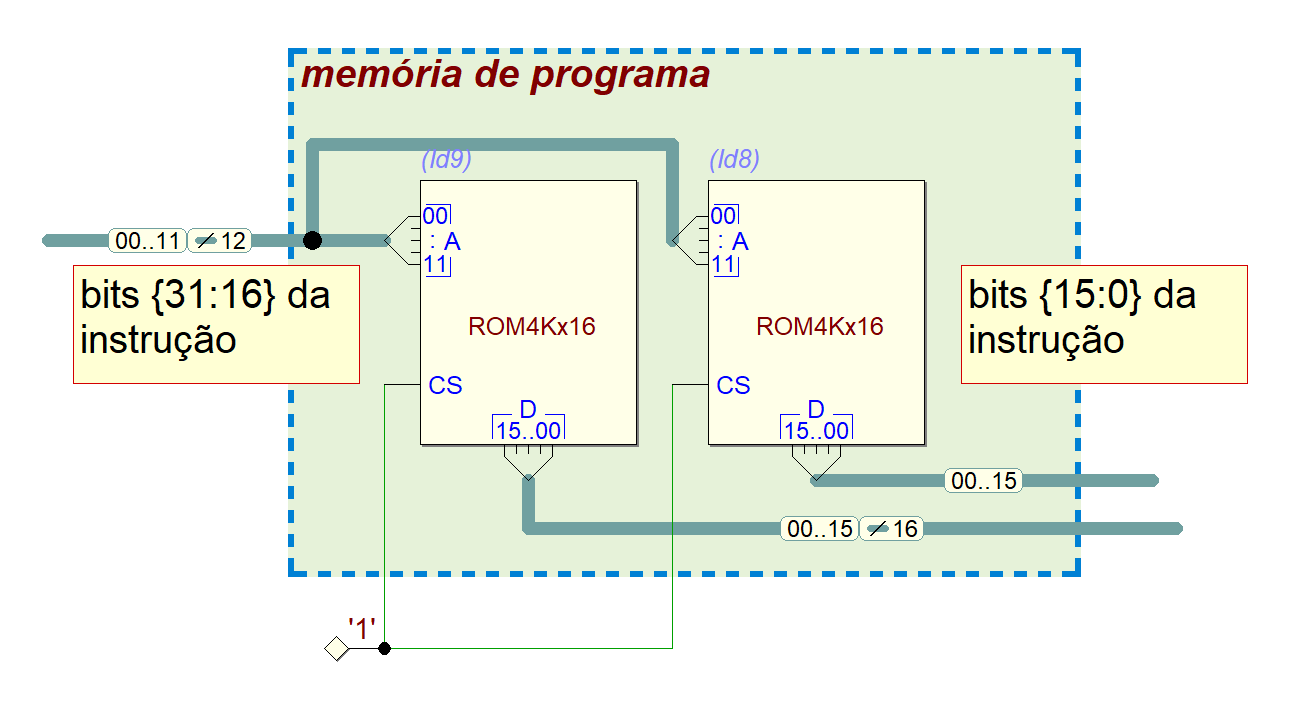 memória de programa
(Id9)
(Id8)
00..11
12
00
: A
11
00
: A
11
bits {31:16} da
instrução
bits {15:0} da
instrução
ROM4Kx16
ROM4Kx16
CS
CS
D
15..00
D
15..00
00..15
00..15
16
'1'